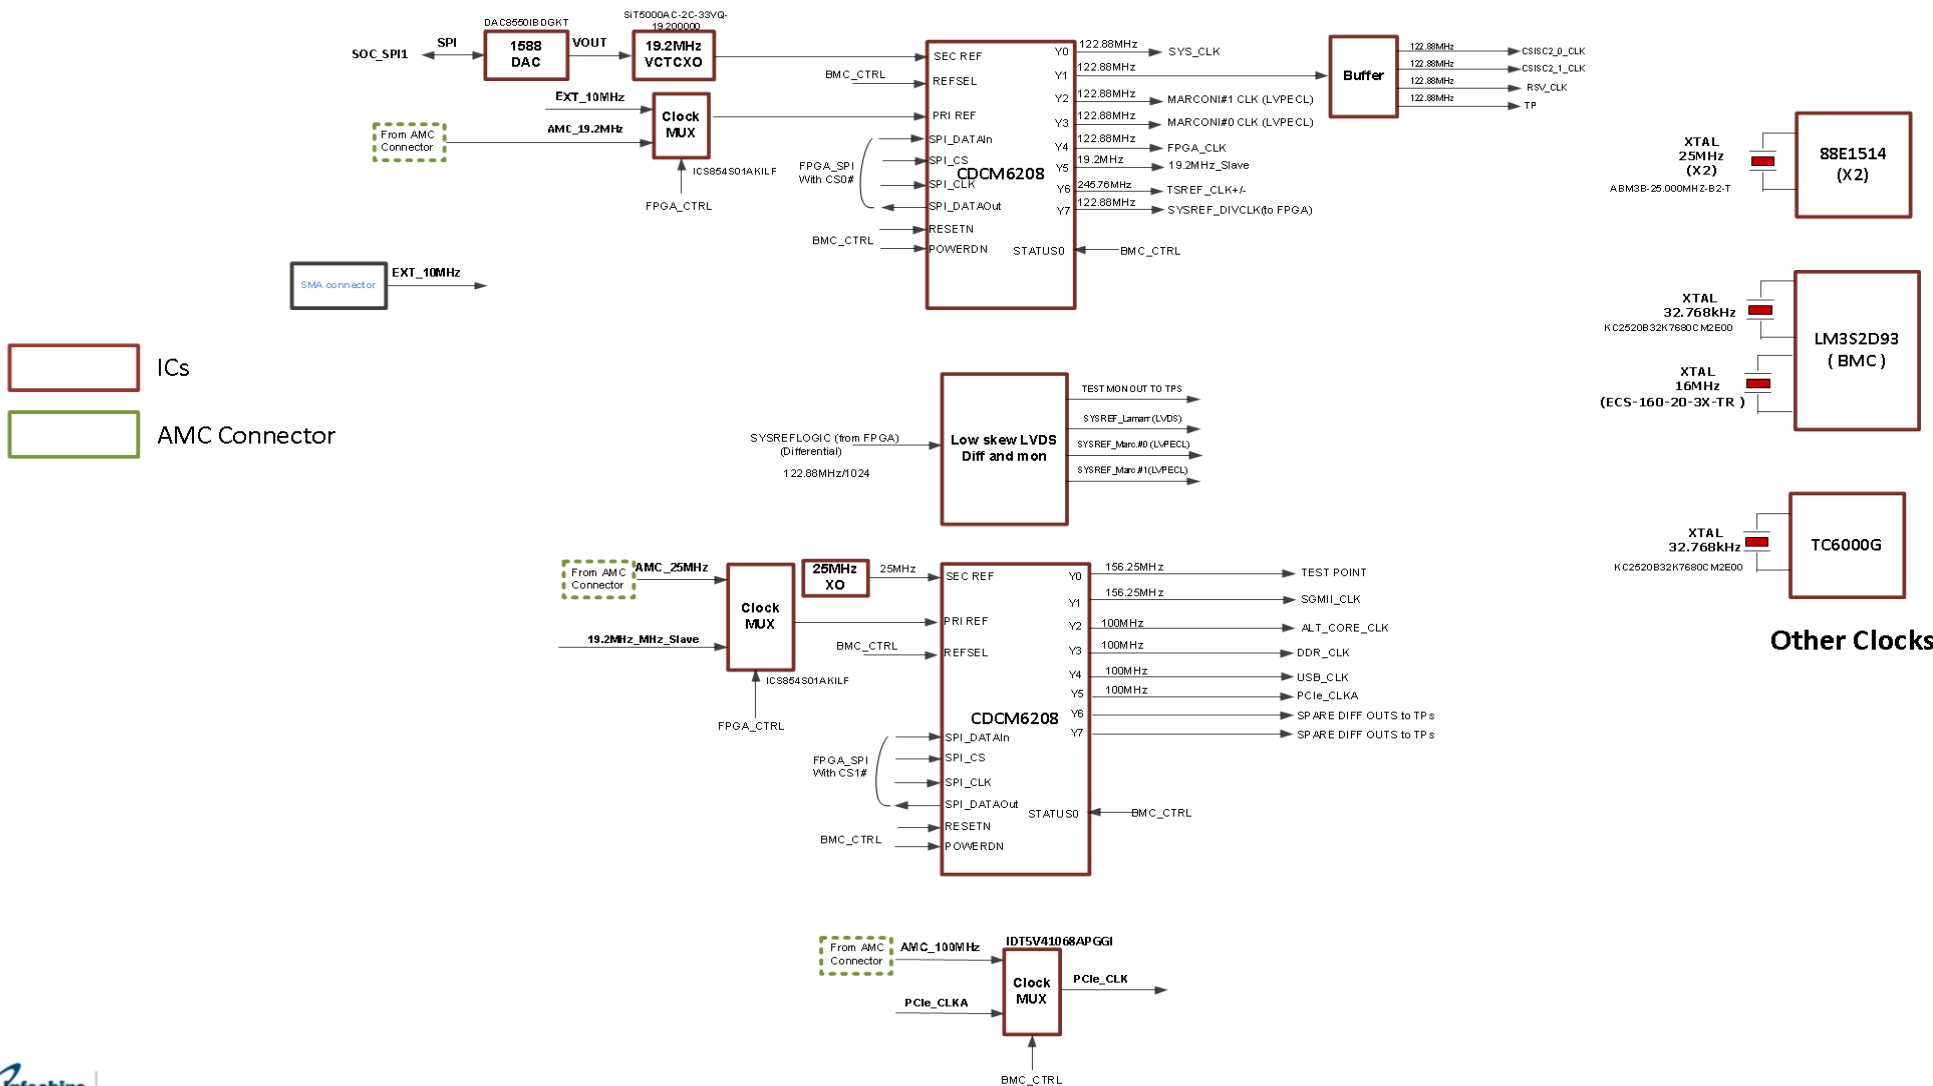 DAC8550IBDGKT
SiT5000AC-2C-33VQ-
19.200000
SOC_SPI1
SPI
1588
DAC
VOUT
19.2MHz
VCTCXO
EXT_10MHz
From AMC
Connector
AMC_19.2MHz
Clock
MUX
ICS854S01AKILF
FPGA_CTRL
BMC_CTRL
FPGA_SPI
With CS0#
BMC_CTRL
SEC REF
REFSEL
PRI REF
SPI_DATAIn
SPI_CS
CDCM6208
SPI_CLK
SPI_DATAOut
RESETN
POWERDN
STATUS0
BMC_CTRL
Y0
122.88MHz
SYS_CLK
Y1
122.88MHz
Y2
122.88MHz
MARCONI#1 CLK (LVPECL)
Y3
122.88MHz
MARCONI#0 CLK (LVPECL)
Y4
122.88MHz
FPGA_CLK
Y5
19.2MHz
19.2MHz_Slave
Y6
245.76MHz
TSREF_CLK+/-
Y7
122.88MHz
SYSREF_DIVCLK(to FPGA)
Buffer
122.88MHz
CSISC2_0_CLK
122.88MHz
CSISC2_1_CLK
122.88MHz
RSV_CLK
122.88MHz
TP
XTAL
25MHz
(X2)
ABM3B-25.000MHZ-B2-T
88E1514
(X2)
SMA connector
EXT_10MHz
XTAL
32.768kHz
KC2520B32K7680CM2E00
XTAL
16MHz
(ECS-160-20-3X-TR )
LM3S2D93
( BMC )
ICs
AMC Connector
SYSREFLOGIC (from FPGA)
(Differential)
122.88MHz/1024
Low skew LVDS
Diff and mon
TEST MON OUT TO TPS
SYSREF_Lamarr(LVDS)
SYSREF_Marc.#0 (LVPECL)
SYSREF_Marc.#1(LVPECL)
XTAL
32.768kHz
KC2520B32K7680CM2E00
TC6000G
Other Clocks
From AMC
Connector
AMC_25MHz
19.2MHz_MHz_Slave
Clock
MUX
ICS854S01AKILF
FPGA_CTRL
25MHz
XO
25MHz
BMC_CTRL
FPGA_SPI
With CS1#
BMC_CTRL
SEC REF
PRI REF
REFSEL
CDCM6208
SPI_DATAIn
SPI_CS
SPI_CLK
SPI_DATAOut
RESETN
POWERDN
STATUS0
BMC_CTRL
Y0
156.25MHz
TEST POINT
Y1
156.25MHz
SGMII_CLK
Y2
100MHz
ALT_CORE_CLK
Y3
100MHz
DDR_CLK
Y4
100MHz
USB_CLK
Y5
100MHz
PCIe_CLKA
Y6
SPARE DIFF OUTS to TPs
Y7
SPARE DIFF OUTS to TPs
From AMC
Connector
AMC_100MHz
PCIe_CLKA
IDT5V41068APGGI
Clock
MUX
PCIe_CLK
BMC_CTRL